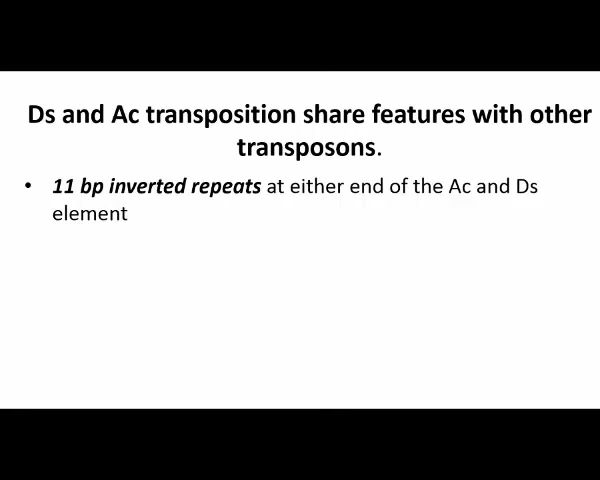 Ds and Ac transposition share features with other
transposons.
• 11 bp inverted repeats at either end of the Ac and Ds
element